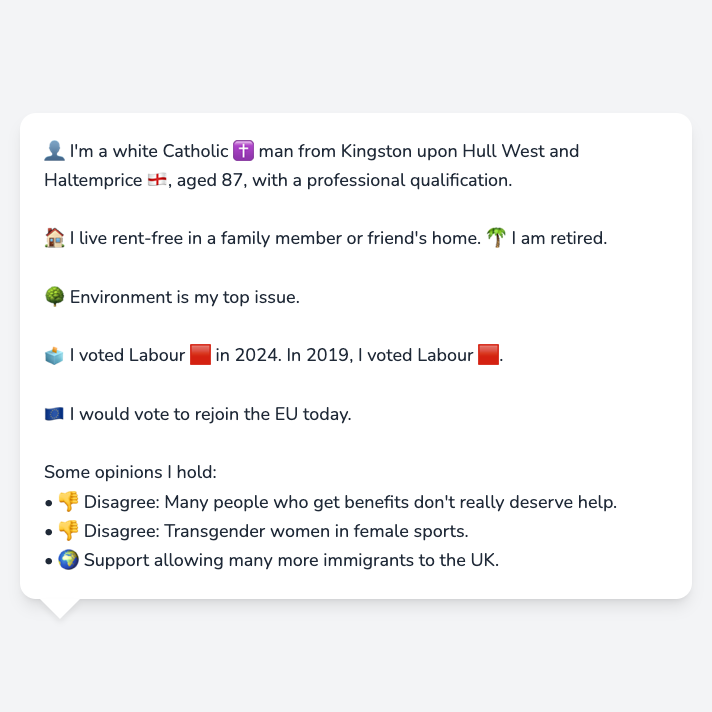 👤 I'm a white Catholic ✝️ man from Kingston upon Hull West and
Haltemprice 🏴󠁧󠁢󠁥󠁮󠁧󠁿, aged 87, with a professional qualification.
🏠 I live rent-free in a family member or friend's home. 🌴 I am retired.
🌳 Environment is my top issue.
🗳️ I voted Labour 🟥 in 2024. In 2019, I voted Labour 🟥.
🇪🇺 I would vote to rejoin the EU today.
Some opinions I hold:
• 👎 Disagree: Many people who get benefits don't really deserve help.
• 👎 Disagree: Transgender women in female sports.
• 🌍 Support allowing many more immigrants to the UK.